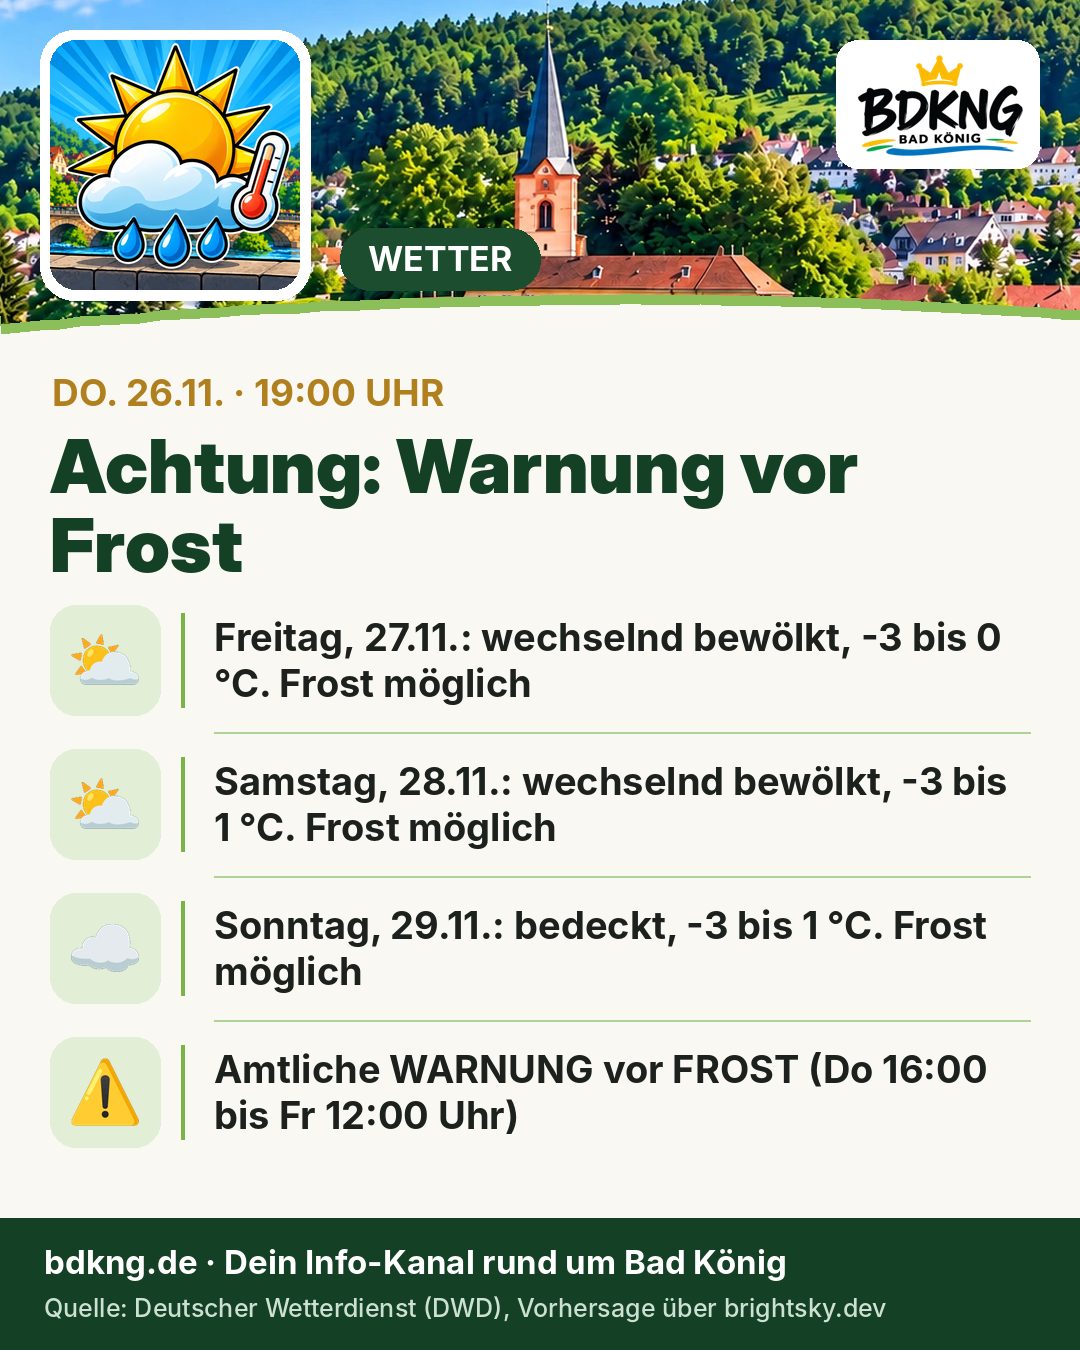 BDKNG
BAD KÖNIG
WETTER
DO. 26.11. · 19:00 UHR
Achtung: Warnung vor
Frost
Freitag, 27.11.: wechselnd bewölkt, -3 bis 0
°C. Frost möglich
Samstag, 28.11.: wechselnd bewölkt, -3 bis
1 °C. Frost möglich
Sonntag, 29.11.: bedeckt, -3 bis 1 °C. Frost
möglich
Amtliche WARNUNG vor FROST (Do 16:00
bis Fr 12:00 Uhr)
bdkng.de · Dein Info-Kanal rund um Bad König
Quelle: Deutscher Wetterdienst (DWD), Vorhersage über brightsky.dev